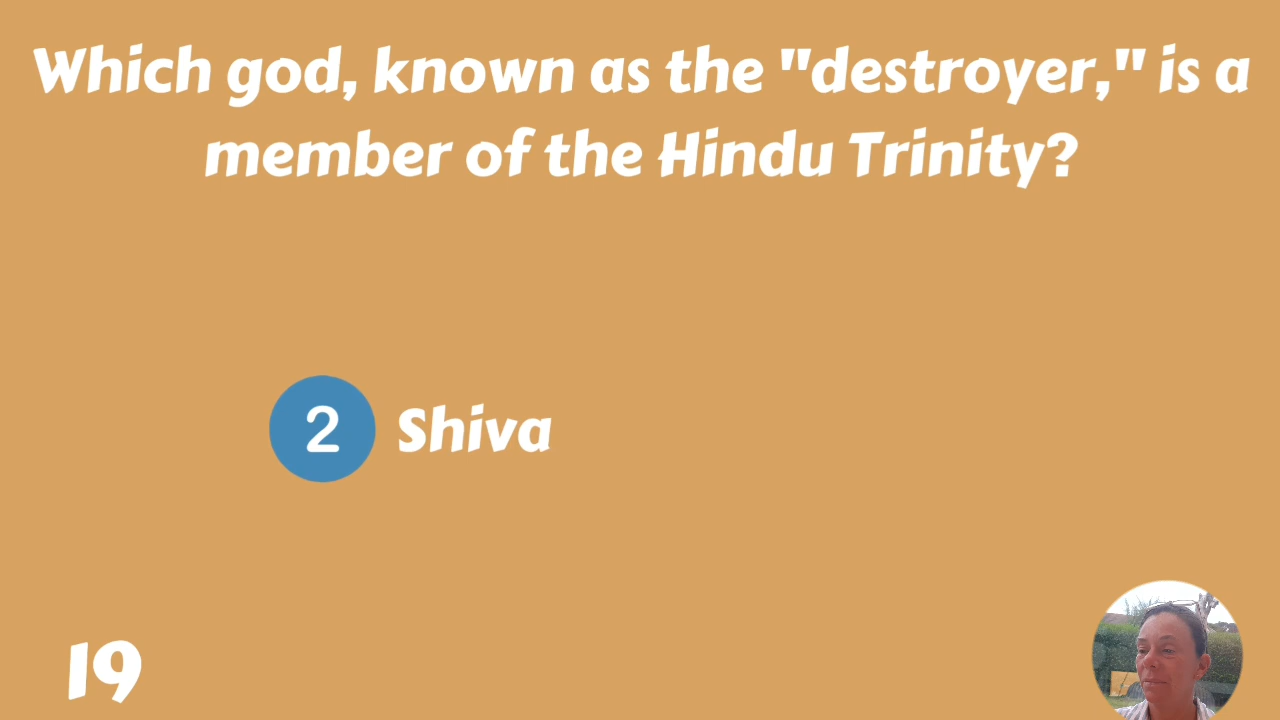 Which god, known as the "destroyer," is a
member of the Hindu Trinity?
2 Shiva
19